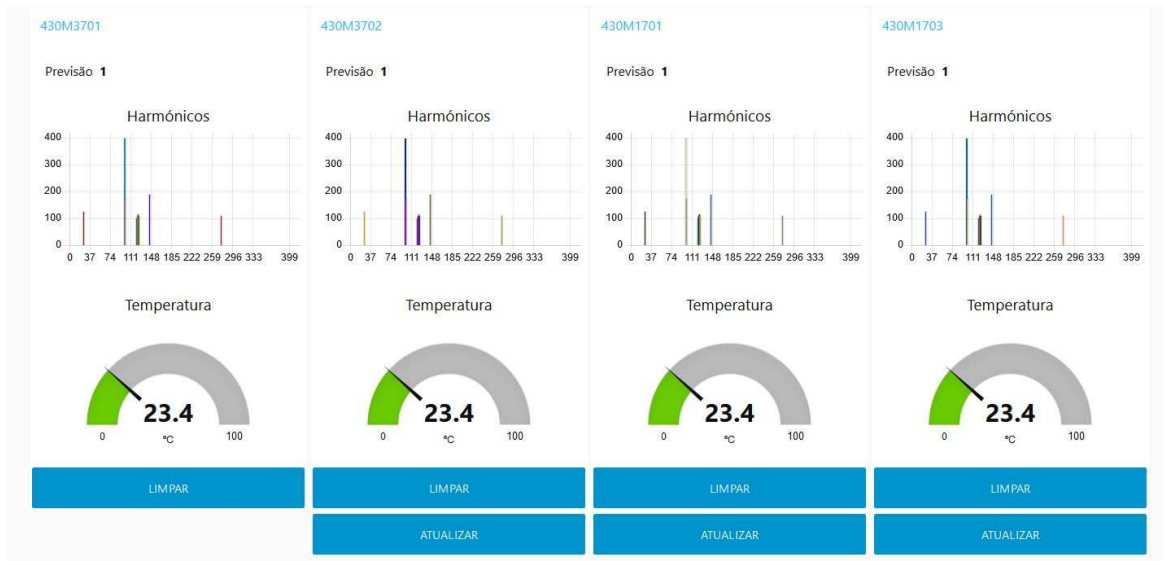 430M3701
Previsão 1
Harmónicos
400
300
200
100
0
0 37 74 111 148 185 222 259 296 333 399
Temperatura
23.4
0 ºC 100
LIMPAR
430M3702
Previsão 1
Harmónicos
400
300
200
100
0
0 37 74 111 148 185 222 259 296 333 399
Temperatura
23.4
0 ºC 100
LIMPAR
ATUALIZAR
430M1701
Previsão 1
Harmónicos
400
300
200
100
0
0 37 74 111 148 185 222 259 296 333 399
Temperatura
23.4
0 ºC 100
LIMPAR
ATUALIZAR
430M1703
Previsão 1
Harmónicos
400
300
200
100
0
0 37 74 111 148 185 222 259 296 333 399
Temperatura
23.4
0 ºC 100
LIMPAR
ATUALIZAR